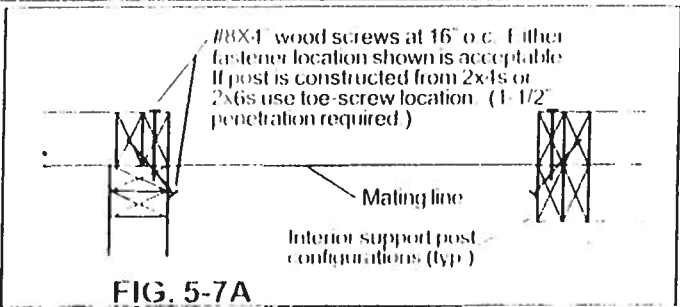 #8X4" wood screws at 16" o.c. Either
fastener location shown is acceptable
If post is constructed from 2x4s or
2x6s use toe-screw location. (1-1/2"
penetration required.)
Mating line
Interior support post
configurations (typ.)
FIG. 5-7A